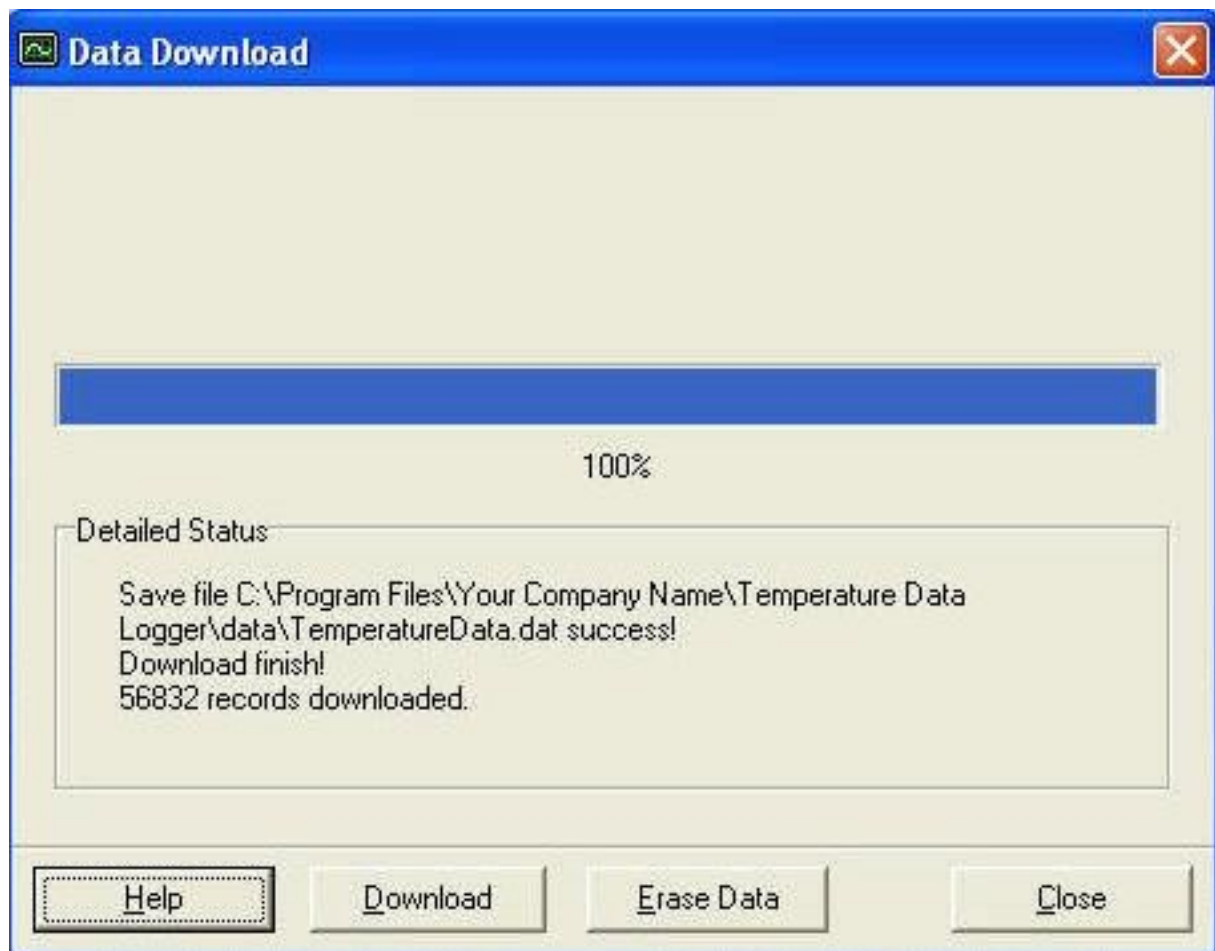 Data Download
100%
Detailed Status
Save file C:\Program Files\Your Company Name\Temperature Data
Logger\data\TemperatureData.dat success!
Download finish!
56832 records downloaded.
Help
Download
Erase Data
Close